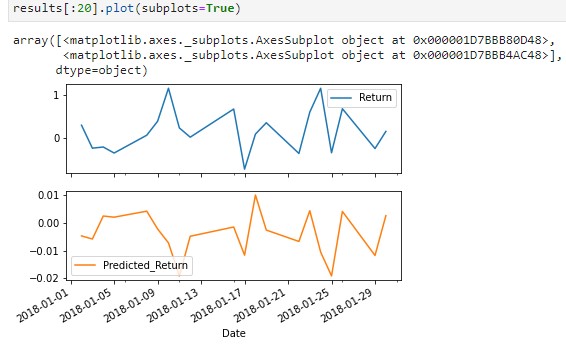 results[:20].plot(subplots=True)
array([<matplotlib.axes._subplots.AxesSubplot object at 0x000001D7BBB80D48>,
<matplotlib.axes._subplots.AxesSubplot object at 0x000001D7BBB4AC48>],
dtype=object)
Return
1
0
0.01
0.00
-0.01
-0.02
Predicted_Return
2018-01-01
2018-01-05
2018-01-09
2018-01-13
2018-01-17
2018-01-21
2018-01-25
2018-01-29
Date